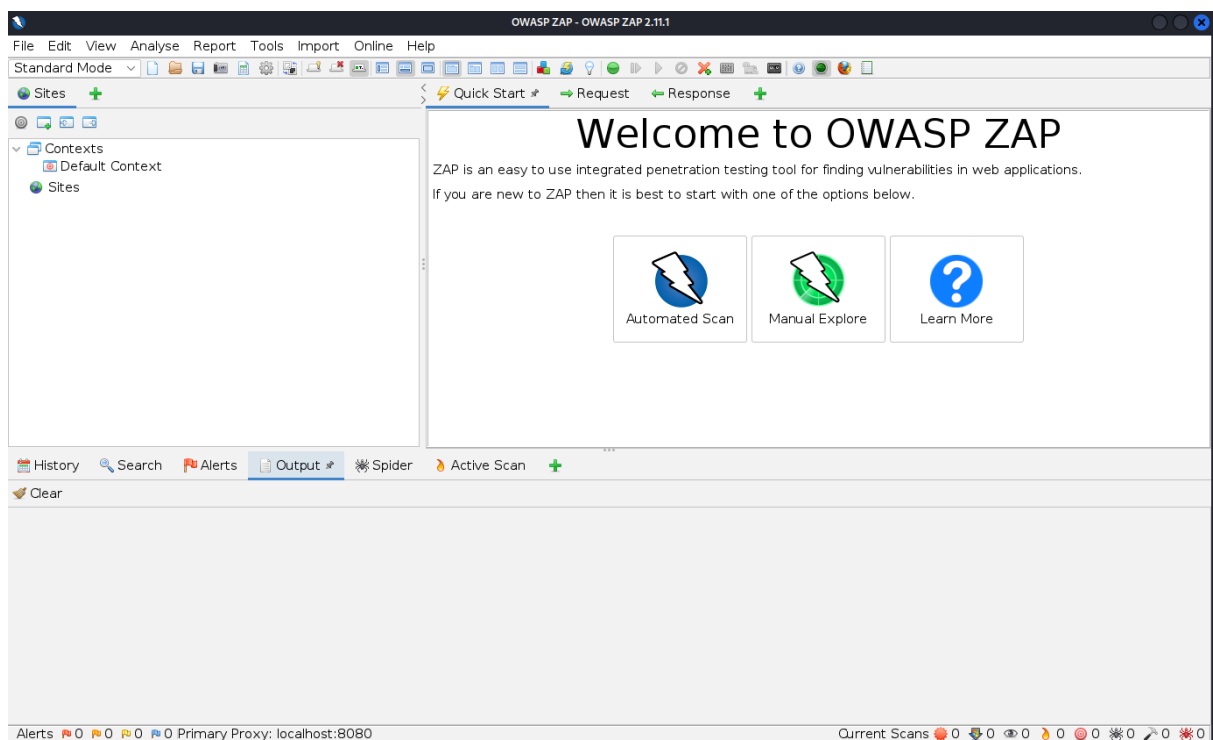 OWASP ZAP - OWASP ZAP 2.11.1
File Edit View Analyse Report Tools Import Online Help
Standard Mode
Sites
Quick Start Request Response
Contexts
Default Context
Sites
Welcome to OWASP ZAP
ZAP is an easy to use integrated penetration testing tool for finding vulnerabilities in web applications.
If you are new to ZAP then it is best to start with one of the options below.
Automated Scan Manual Explore Learn More
History Search Alerts Output Spider Active Scan
Clear
Alerts 0 0 0 0 Primary Proxy: localhost:8080 Current Scans 0 0 0 0 0 0 0 0